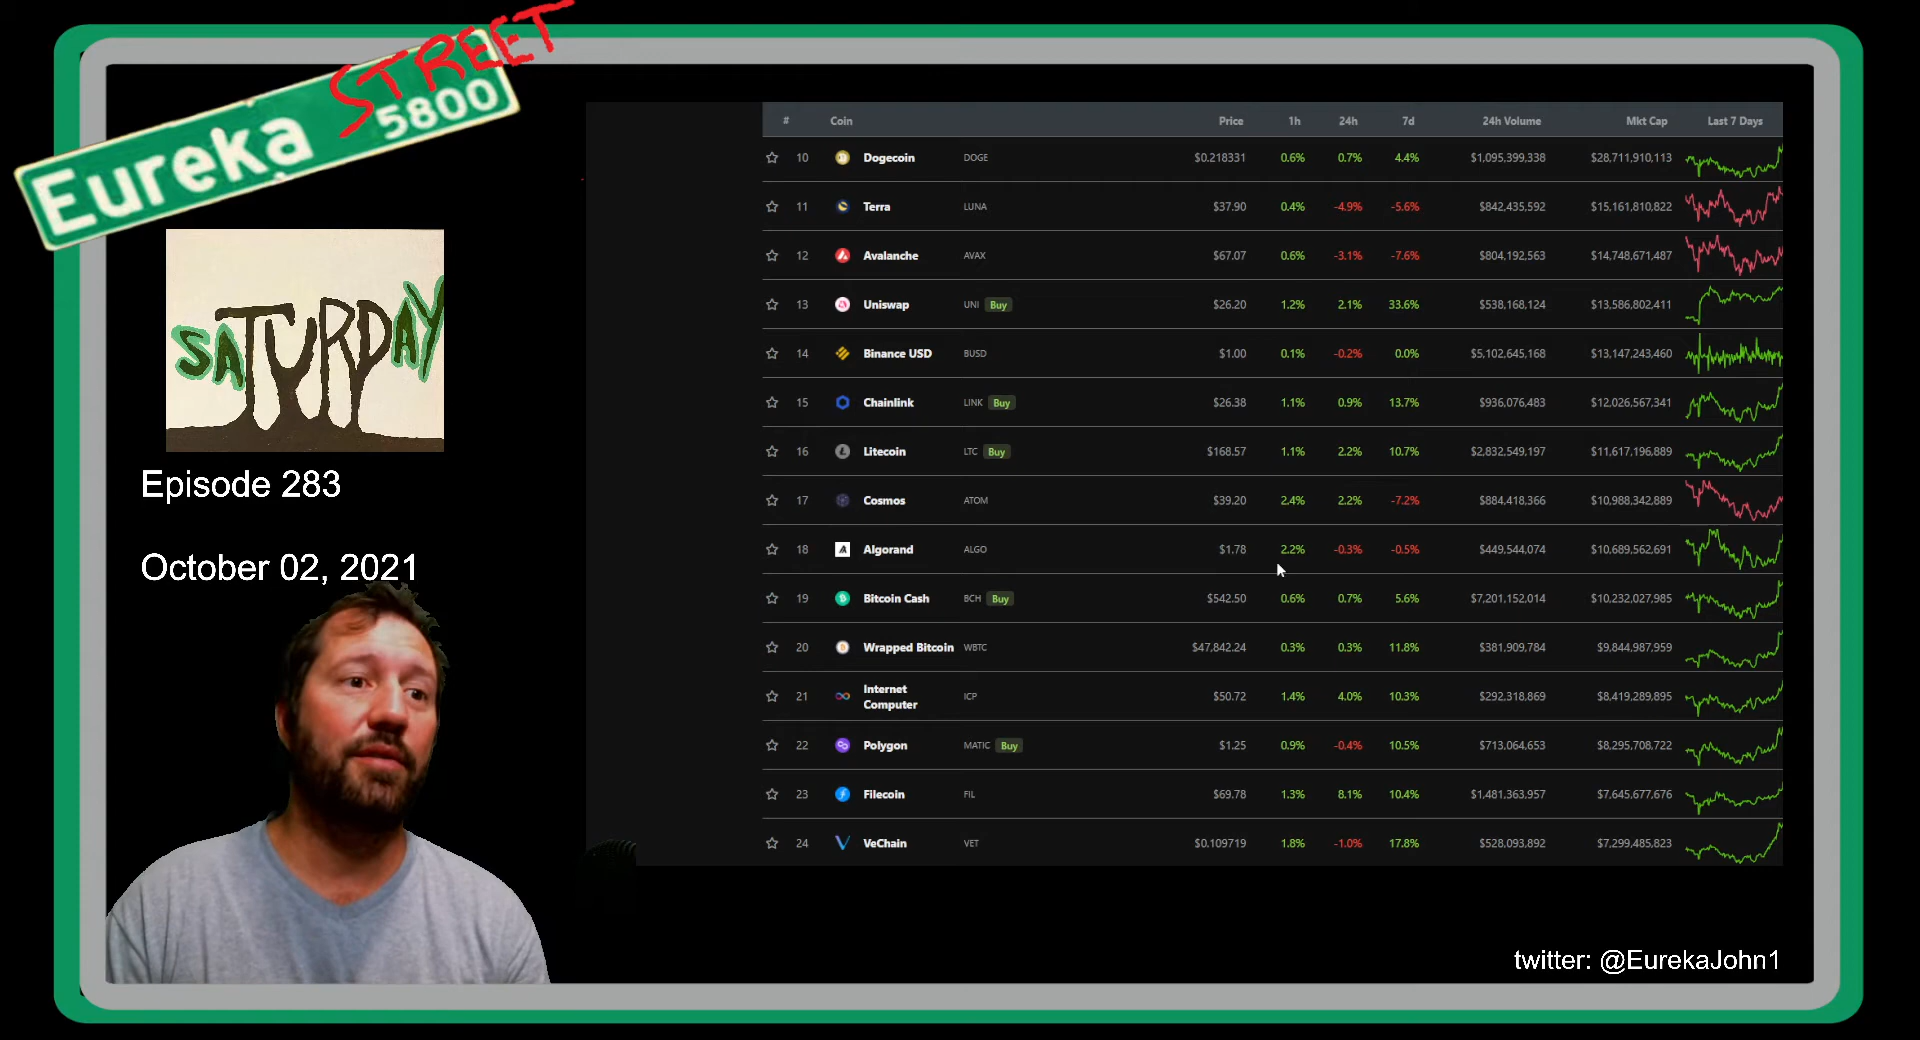 Eureka STREET
5800
SATURDAY
Episode 283
October 02, 2021
# Coin Price 1h 24h 7d 24h Volume Mkt Cap Last 7 Days
10 Dogecoin DOGE $0.218331 0.6% 0.7% 4.4% $1,095,399,338 $28,711,910,113
11 Terra LUNA $37.90 0.4% -4.9% -5.6% $842,435,592 $15,161,810,822
12 Avalanche AVAX $67.07 0.6% -3.1% -7.6% $804,192,563 $14,748,671,487
13 Uniswap UNI Buy $26.20 1.2% 2.1% 33.6% $538,168,124 $13,586,802,411
14 Binance USD BUSD $1.00 0.1% -0.2% 0.0% $5,102,645,168 $13,147,243,460
15 Chainlink LINK Buy $26.38 1.1% 0.9% 13.7% $936,076,483 $12,026,567,341
16 Litecoin LTC Buy $168.57 1.1% 2.2% 10.7% $2,832,549,197 $11,617,196,889
17 Cosmos ATOM $39.20 2.4% 2.2% -7.2% $884,418,366 $10,988,342,889
18 Algorand ALGO $1.78 2.2% -0.3% -0.5% $449,544,074 $10,689,562,691
19 Bitcoin Cash BCH Buy $542.50 0.6% 0.7% 5.6% $7,201,152,014 $10,232,027,985
20 Wrapped Bitcoin WBTC $47,842.24 0.3% 0.3% 11.8% $381,909,784 $9,844,987,959
21 Internet Computer ICP $50.72 1.4% 4.0% 10.3% $292,318,869 $8,419,289,895
22 Polygon MATIC Buy $1.25 0.9% -0.4% 10.5% $713,064,653 $8,295,708,722
23 Filecoin FIL $69.78 1.3% 8.1% 10.4% $1,481,363,957 $7,645,677,676
24 VeChain VET $0.109719 1.8% -1.0% 17.8% $528,093,892 $7,299,485,823
twitter: @EurekaJohn1